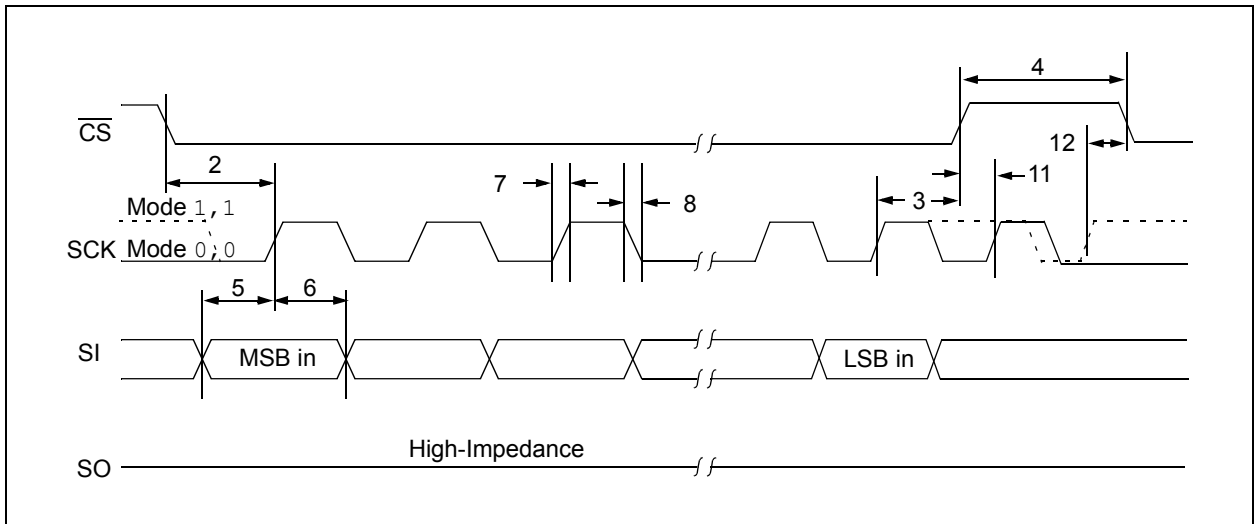 4
CS
12
2
11
7
8
3
Mode 1,1
SCK Mode 0,0
5
6
SI
MSB in
LSB in
High-Impedance
SO